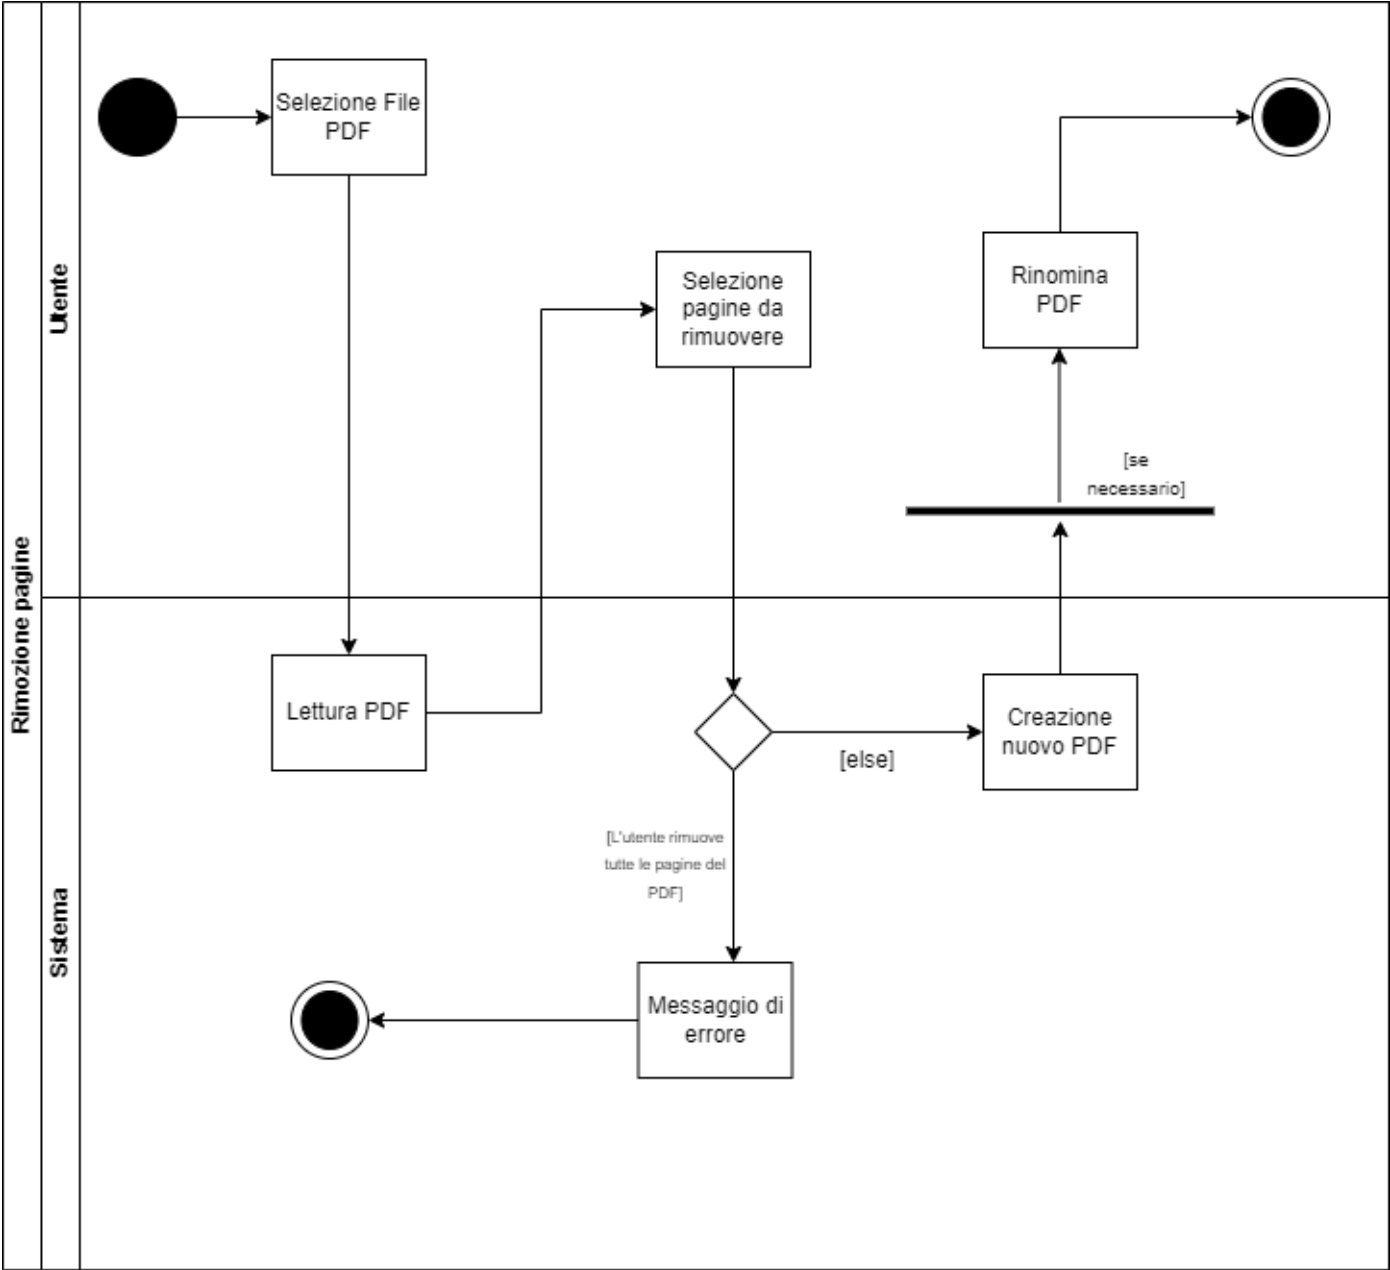 Rimozione pagine
Utente
Selezione File
PDF
Selezione
pagine da
rimuovere
Rinomina
PDF
[se
necessario]
Sistema
Lettura PDF
[else]
Creazione
nuovo PDF
[L'utente rimuove
tutte le pagine del
PDF]
Messaggio di
errore